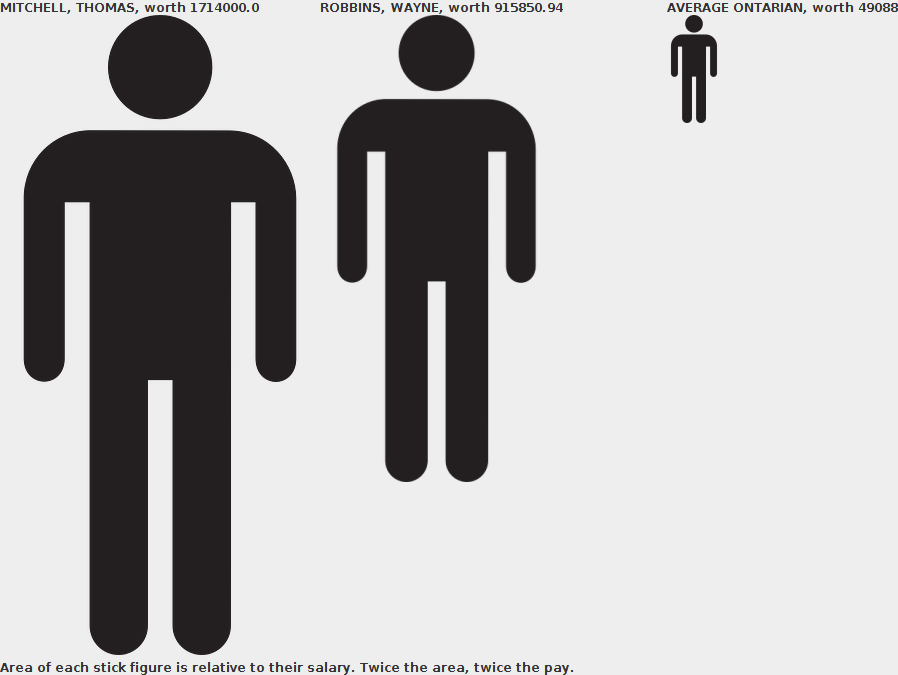 MITCHELL, THOMAS, worth 1714000.0
ROBBINS, WAYNE, worth 915850.94
AVERAGE ONTARIAN, worth 49088
Area of each stick figure is relative to their salary. Twice the area, twice the pay.